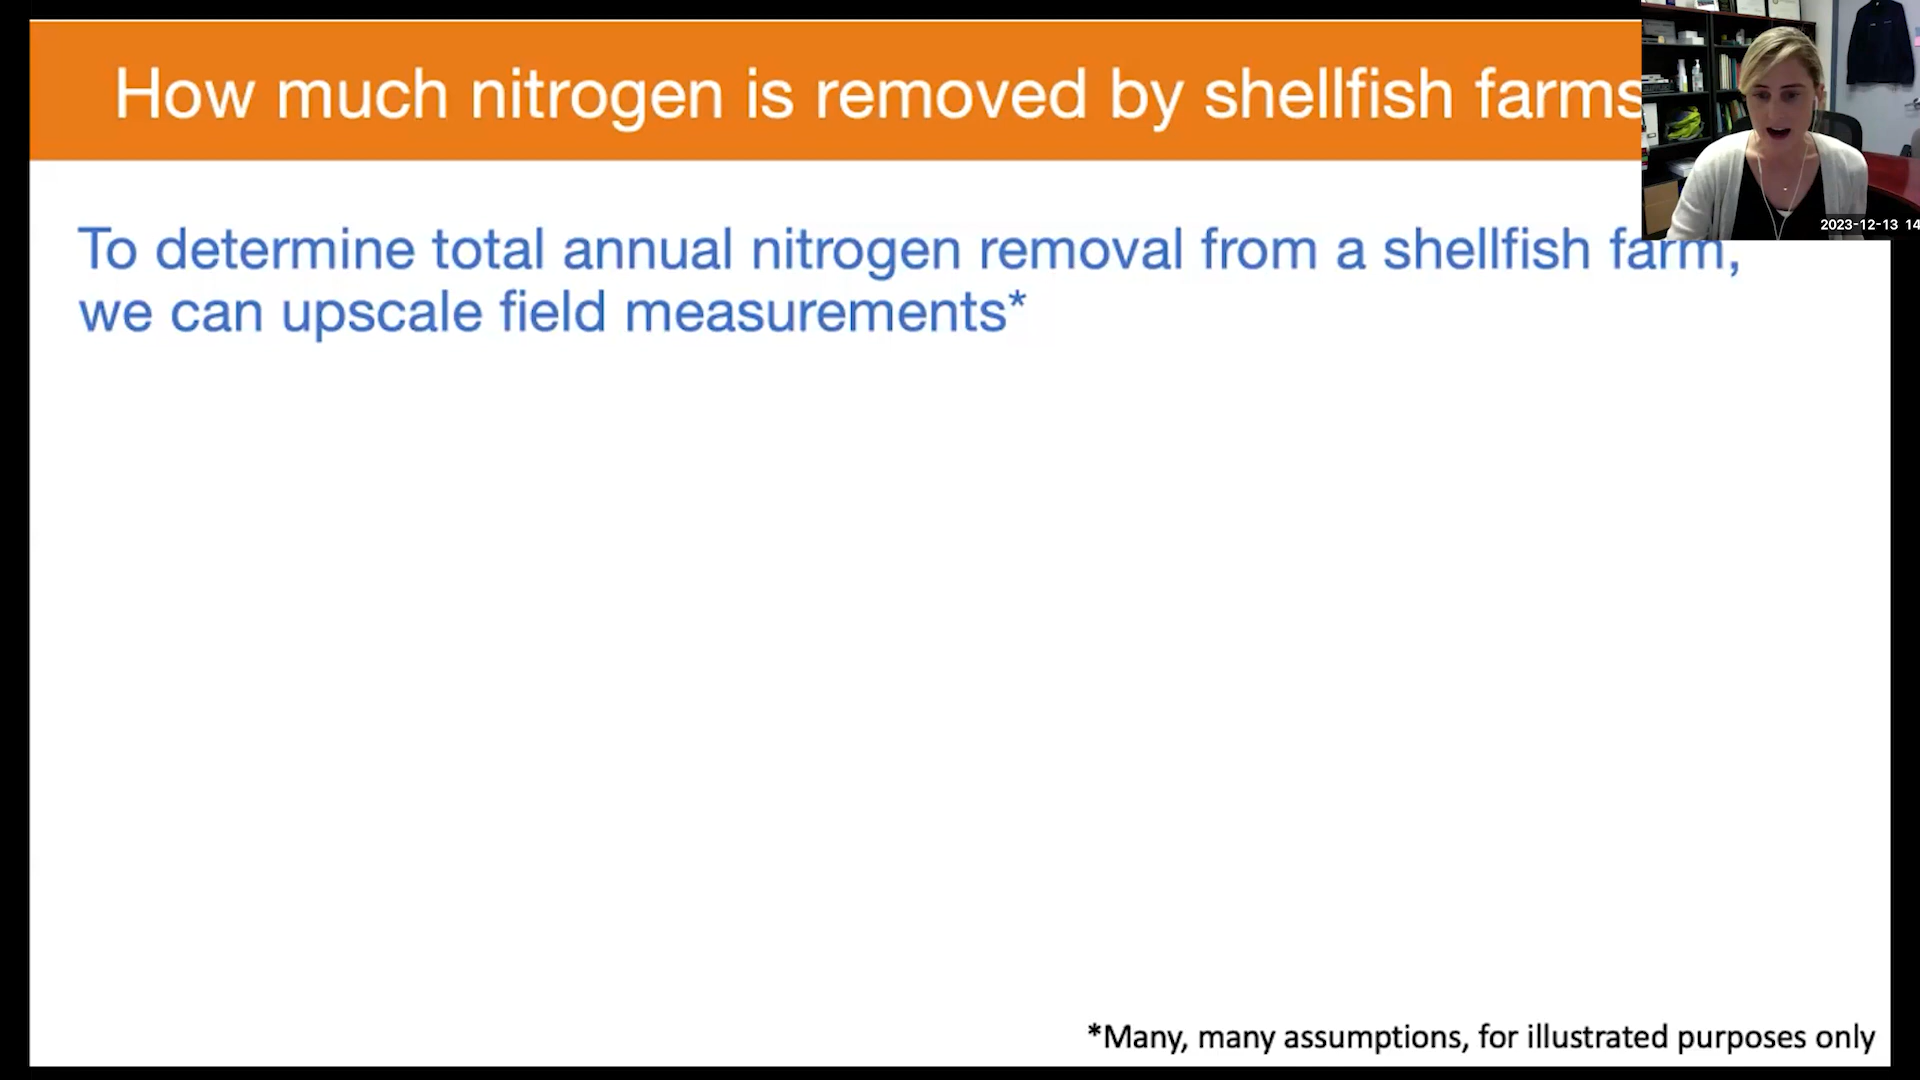 How much nitrogen is removed by shellfish farms
2023-12-13 14
To determine total annual nitrogen removal from a shellfish farm,
we can upscale field measurements*
*Many, many assumptions, for illustrated purposes only